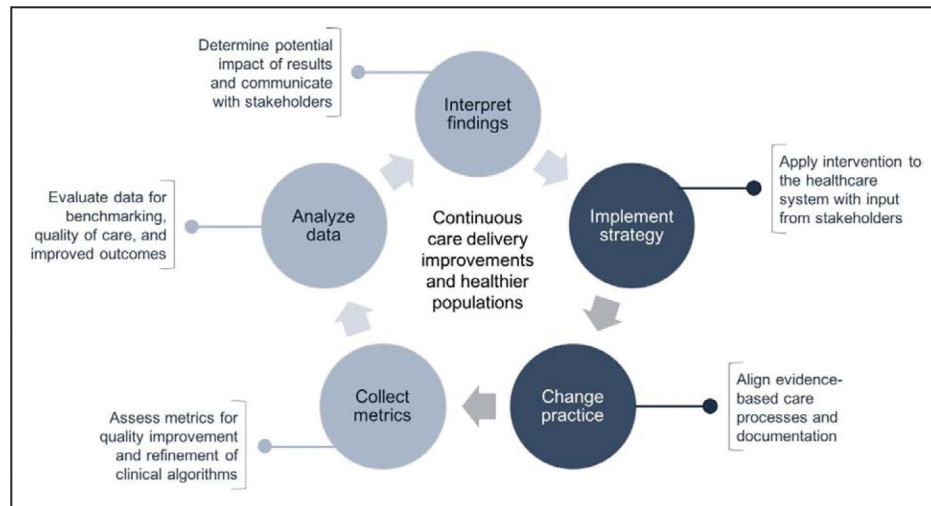 Determine potential
impact of results
and communicate
with stakeholders
Interpret
findings
Apply intervention to
the healthcare
system with input
from stakeholders
Implement
strategy
Evaluate data for
benchmarking,
quality of care, and
improved outcomes
Analyze
data
Continuous
care delivery
improvements
and healthier
populations
Align evidence-
based care
processes and
documentation
Change
practice
Collect
metrics
Assess metrics for
quality improvement
and refinement of
clinical algorithms